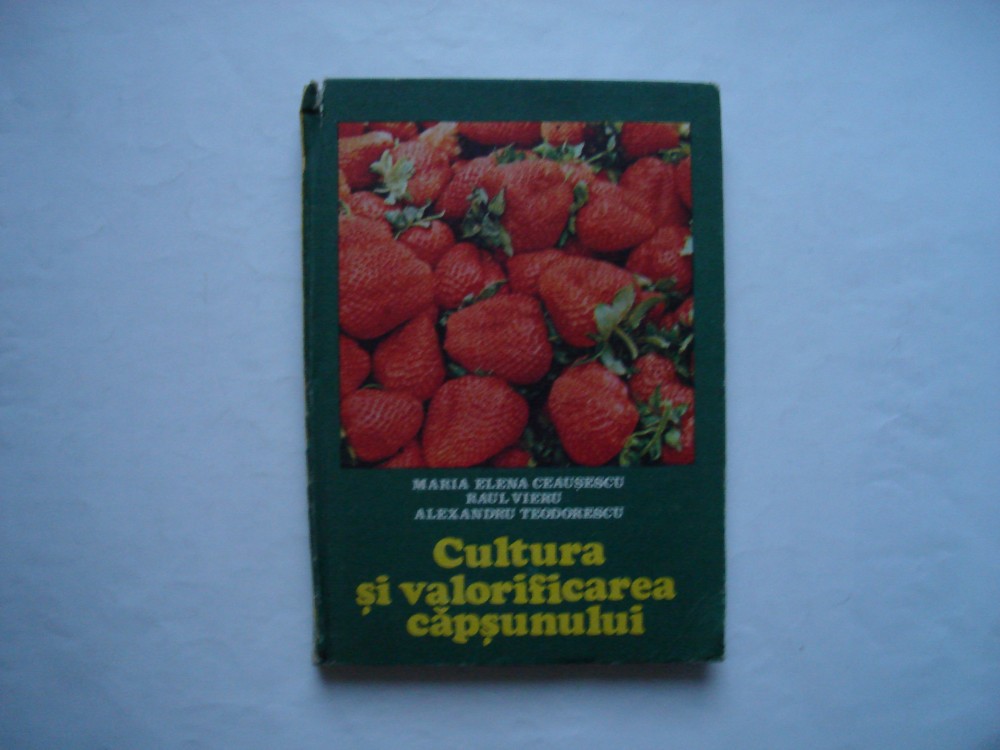 MARIA ELENA CEAUȘESCU
RAUL VIERU
ALEXANDRU TEODORESCU
Cultura
și valorificarea
căpșunului